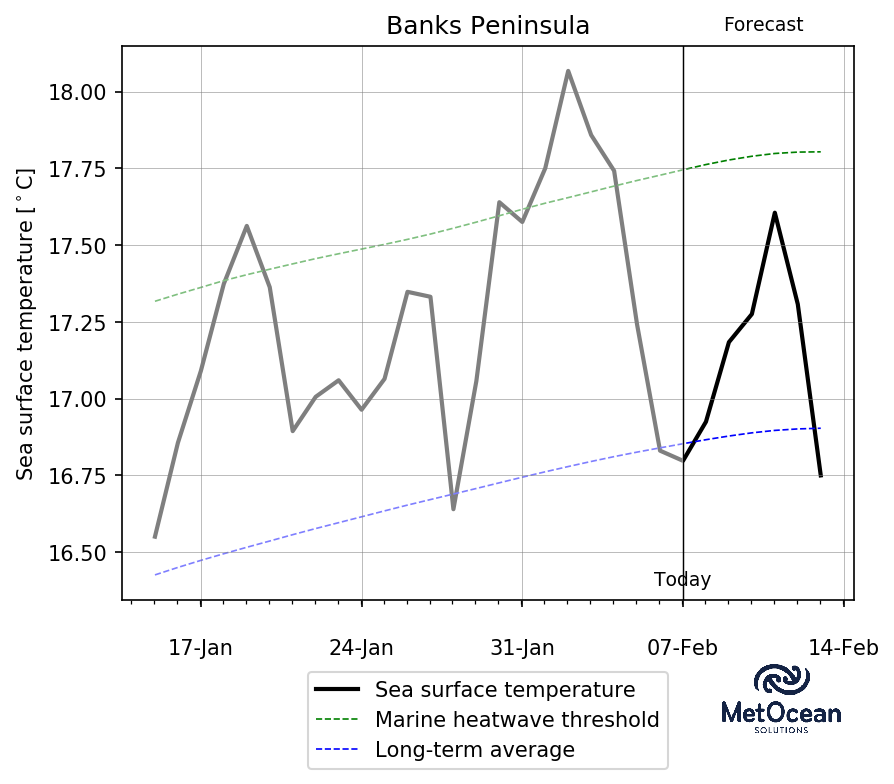 Banks Peninsula
Forecast
Sea surface temperature [°C]
18.00
17.75
17.50
17.25
17.00
16.75
16.50
Today
17-Jan 24-Jan 31-Jan 07-Feb 14-Feb
Sea surface temperature
Marine heatwave threshold
Long-term average
MetOcean
SOLUTIONS